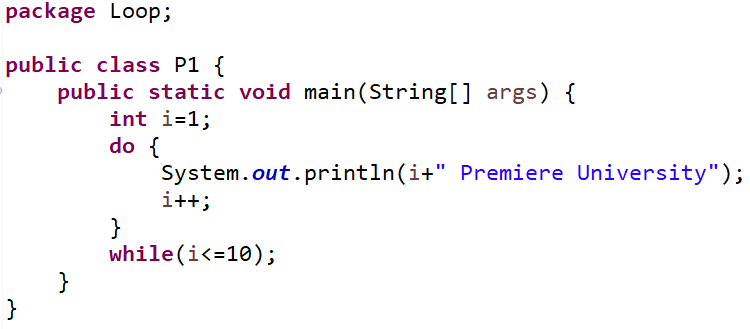 package Loop;
public class P1 {
public static void main(String[] args) {
int i=1;
do {
System.out.println(i+" Premiere University");
i++;
}
while(i<=10);
}
}